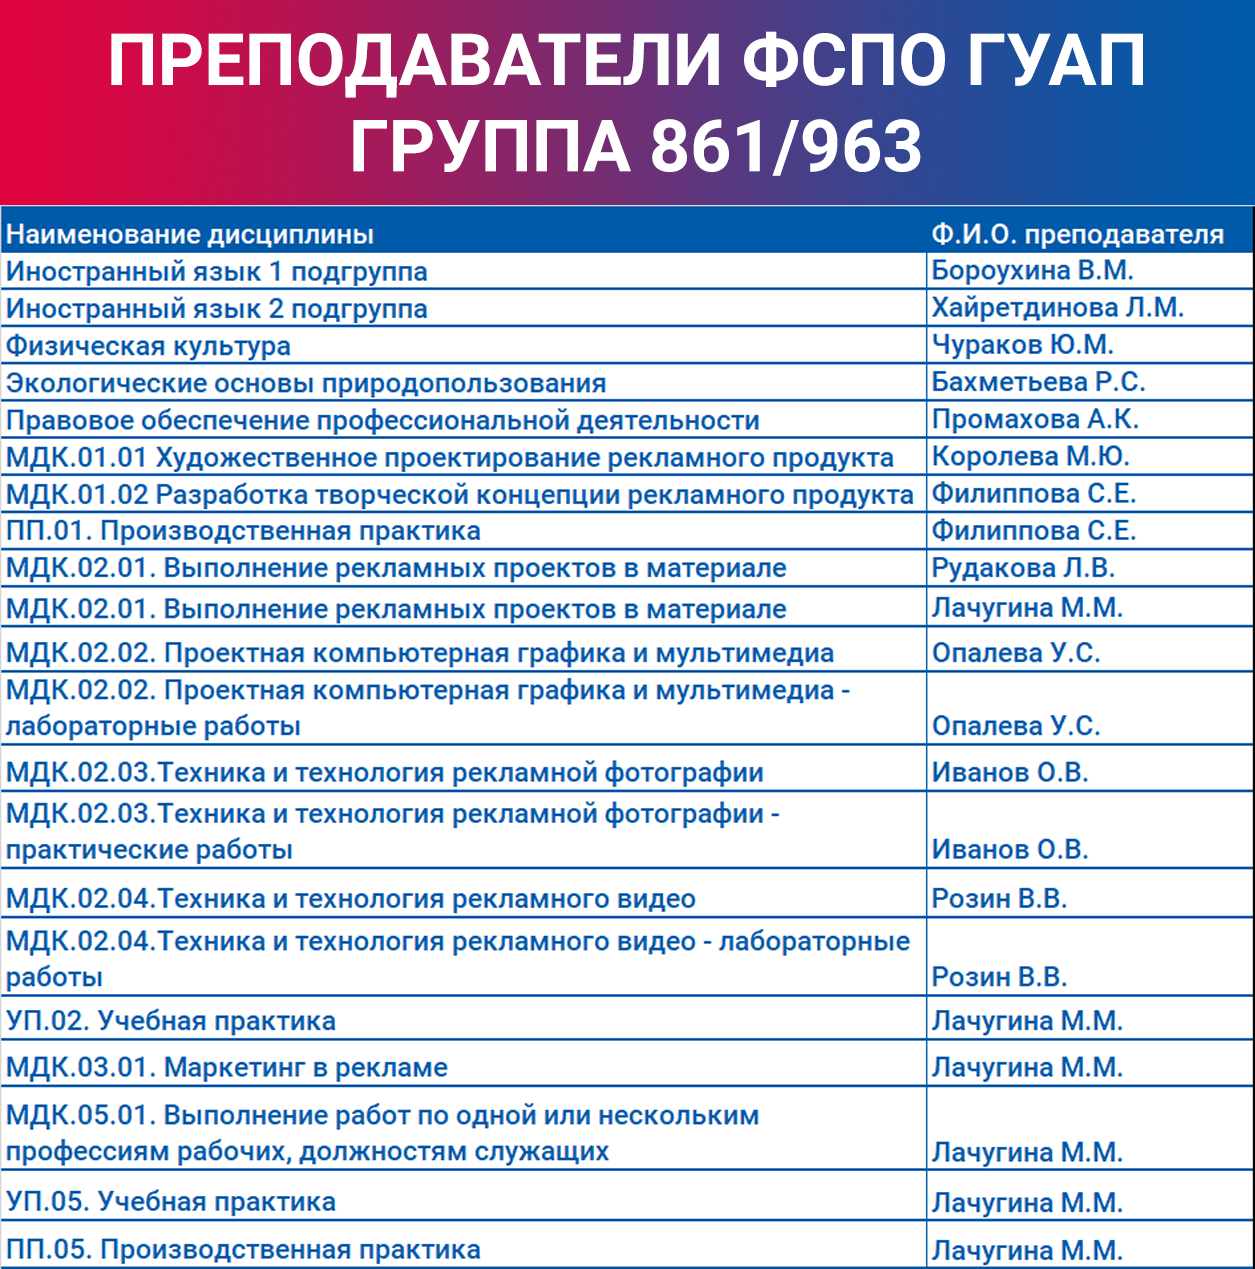 ПРЕПОДАВАТЕЛИ ФСПО ГУАП
ГРУППА 861/963
Наименование дисциплины Ф.И.О. преподавателя
Иностранный язык 1 подгруппа Бороухина В.М.
Иностранный язык 2 подгруппа Хайретдинова Л.М.
Физическая культура Чураков Ю.М.
Экологические основы природопользования Бахметьева Р.С.
Правовое обеспечение профессиональной деятельности Промахова А.К.
МДК.01.01 Художественное проектирование рекламного продукта Королева М.Ю.
МДК.01.02 Разработка творческой концепции рекламного продукта Филиппова С.Е.
ПП.01. Производственная практика Филиппова С.Е.
МДК.02.01. Выполнение рекламных проектов в материале Рудакова Л.В.
МДК.02.01. Выполнение рекламных проектов в материале Лачугина М.М.
МДК.02.02. Проектная компьютерная графика и мультимедиа Опалева У.С.
МДК.02.02. Проектная компьютерная графика и мультимедиа -
лабораторные работы Опалева У.С.
МДК.02.03.Техника и технология рекламной фотографии Иванов О.В.
МДК.02.03.Техника и технология рекламной фотографии -
практические работы Иванов О.В.
МДК.02.04.Техника и технология рекламного видео Розин В.В.
МДК.02.04.Техника и технология рекламного видео - лабораторные
работы Розин В.В.
УП.02. Учебная практика Лачугина М.М.
МДК.03.01. Маркетинг в рекламе Лачугина М.М.
МДК.05.01. Выполнение работ по одной или нескольким
профессиям рабочих, должностям служащих Лачугина М.М.
УП.05. Учебная практика Лачугина М.М.
ПП.05. Производственная практика Лачугина М.М.